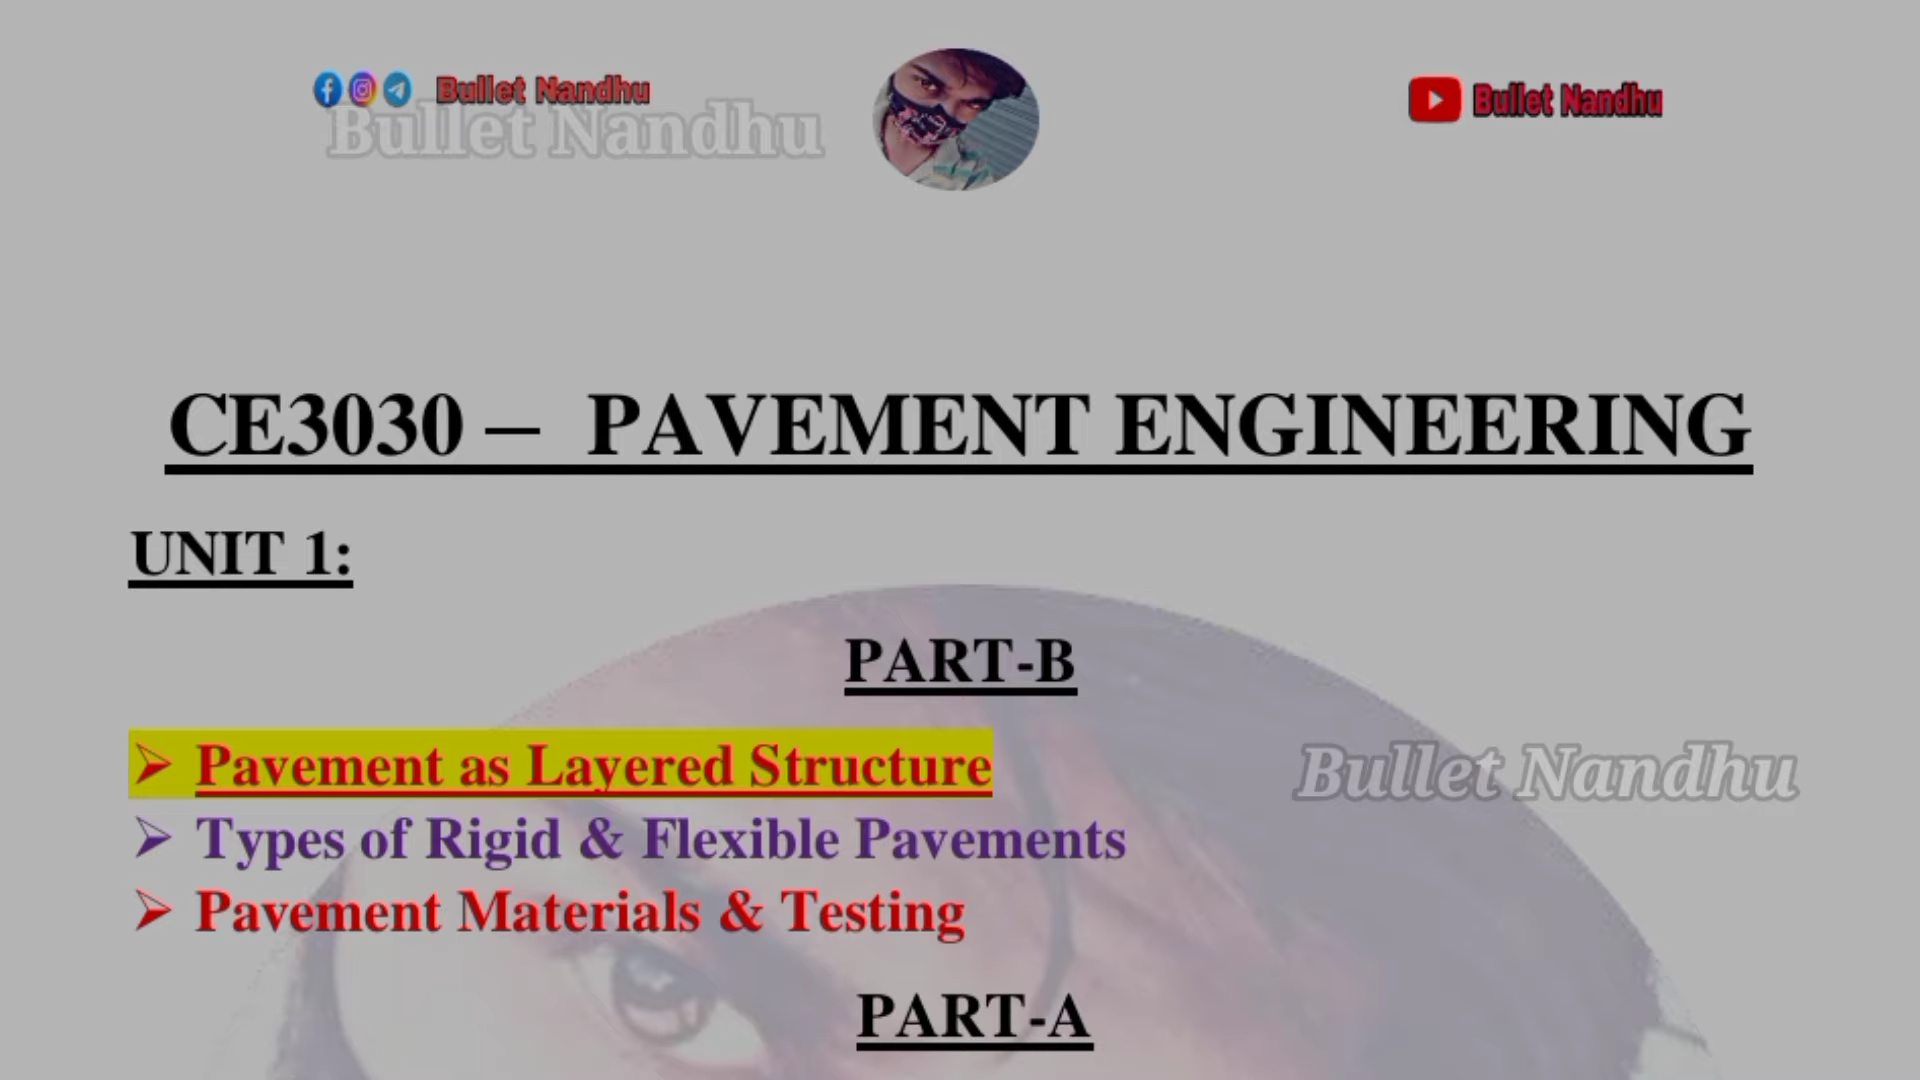 Bullet Nandhu
Bullet Nandhu
Bullet Nandhu
CE3030 – PAVEMENT ENGINEERING
UNIT 1:
PART-B
➢ Pavement as Layered Structure
Bullet Nandhu
➢ Types of Rigid & Flexible Pavements
➢ Pavement Materials & Testing
PART-A